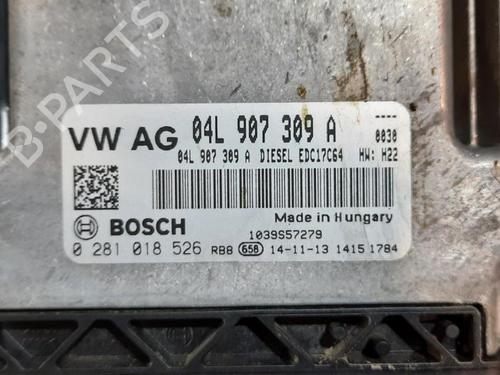 VW AG 04L 907 309 A
----
0030
04L 907 309 A DIESEL EDC17C64 HW: H22
BOSCH
Made in Hungary
1039S57279
0 281 018 526 RBB 658 14-11-13 1415 1784
B-PARTS